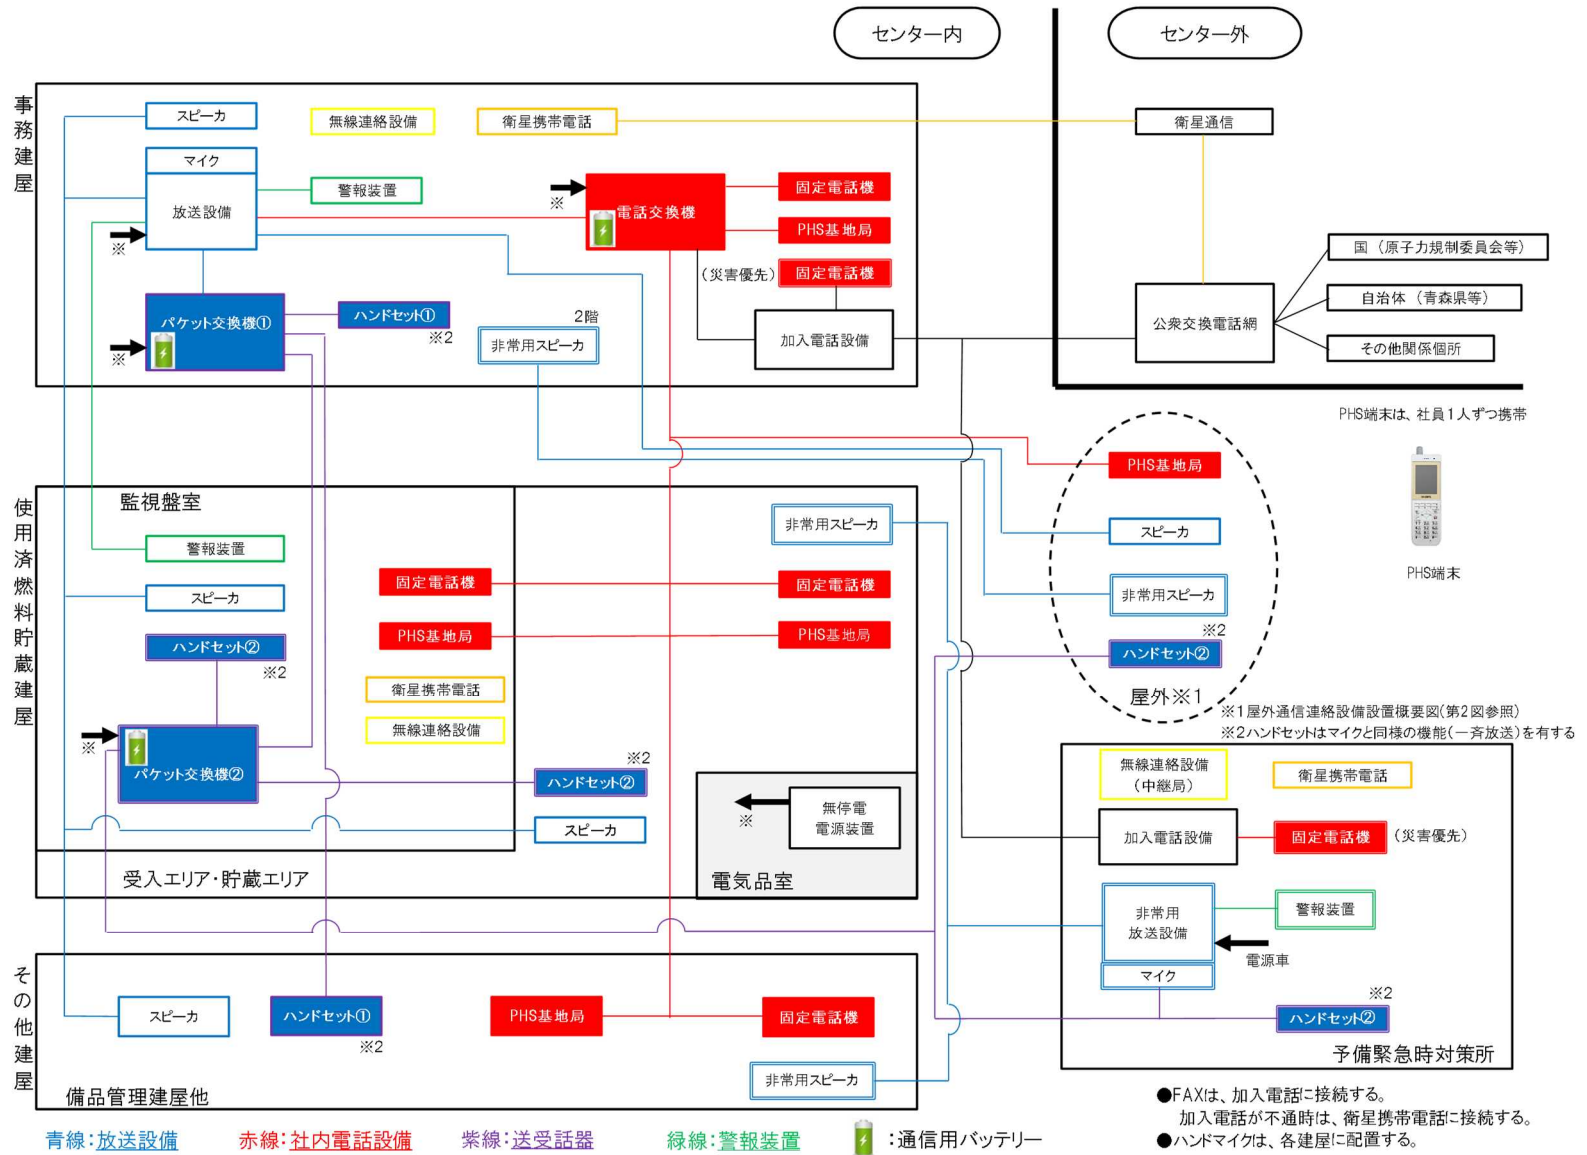 センター内
センター外
事務建屋
スピーカ
無線連絡設備
衛星携帯電話
衛星通信
マイク
放送設備
※
警報装置
※
電話交換機
固定電話機
PHS基地局
(災害優先)
固定電話機
国（原子力規制委員会等）
自治体（青森県等）
その他関係個所
公衆交換電話網
パケット交換機①
※
ハンドセット①
※2
2階
非常用スピーカ
加入電話設備
PHS端末は、社員1人ずつ携帯
PHS端末
使用済燃料貯蔵建屋
監視盤室
警報装置
スピーカ
ハンドセット②
※2
固定電話機
PHS基地局
衛星携帯電話
無線連絡設備
非常用スピーカ
固定電話機
PHS基地局
※
パケット交換機②
※2
ハンドセット②
スピーカ
受入エリア・貯蔵エリア
※
無停電
電源装置
電気品室
PHS基地局
スピーカ
非常用スピーカ
※2
ハンドセット②
屋外※1
※1屋外通信連絡設備設置概要図(第2図参照)
※2ハンドセットはマイクと同様の機能(一斉放送)を有する
無線連絡設備
(中継局)
衛星携帯電話
加入電話設備
固定電話機
(災害優先)
非常用
放送設備
マイク
警報装置
電源車
※2
ハンドセット②
予備緊急時対策所
その他建屋
スピーカ
ハンドセット①
※2
PHS基地局
固定電話機
非常用スピーカ
備品管理建屋他
●FAXは、加入電話に接続する。
加入電話が不通時は、衛星携帯電話に接続する。
●ハンドマイクは、各建屋に配置する。
青線：放送設備
赤線：社内電話設備
紫線：送受話器
緑線：警報装置
：通信用バッテリー